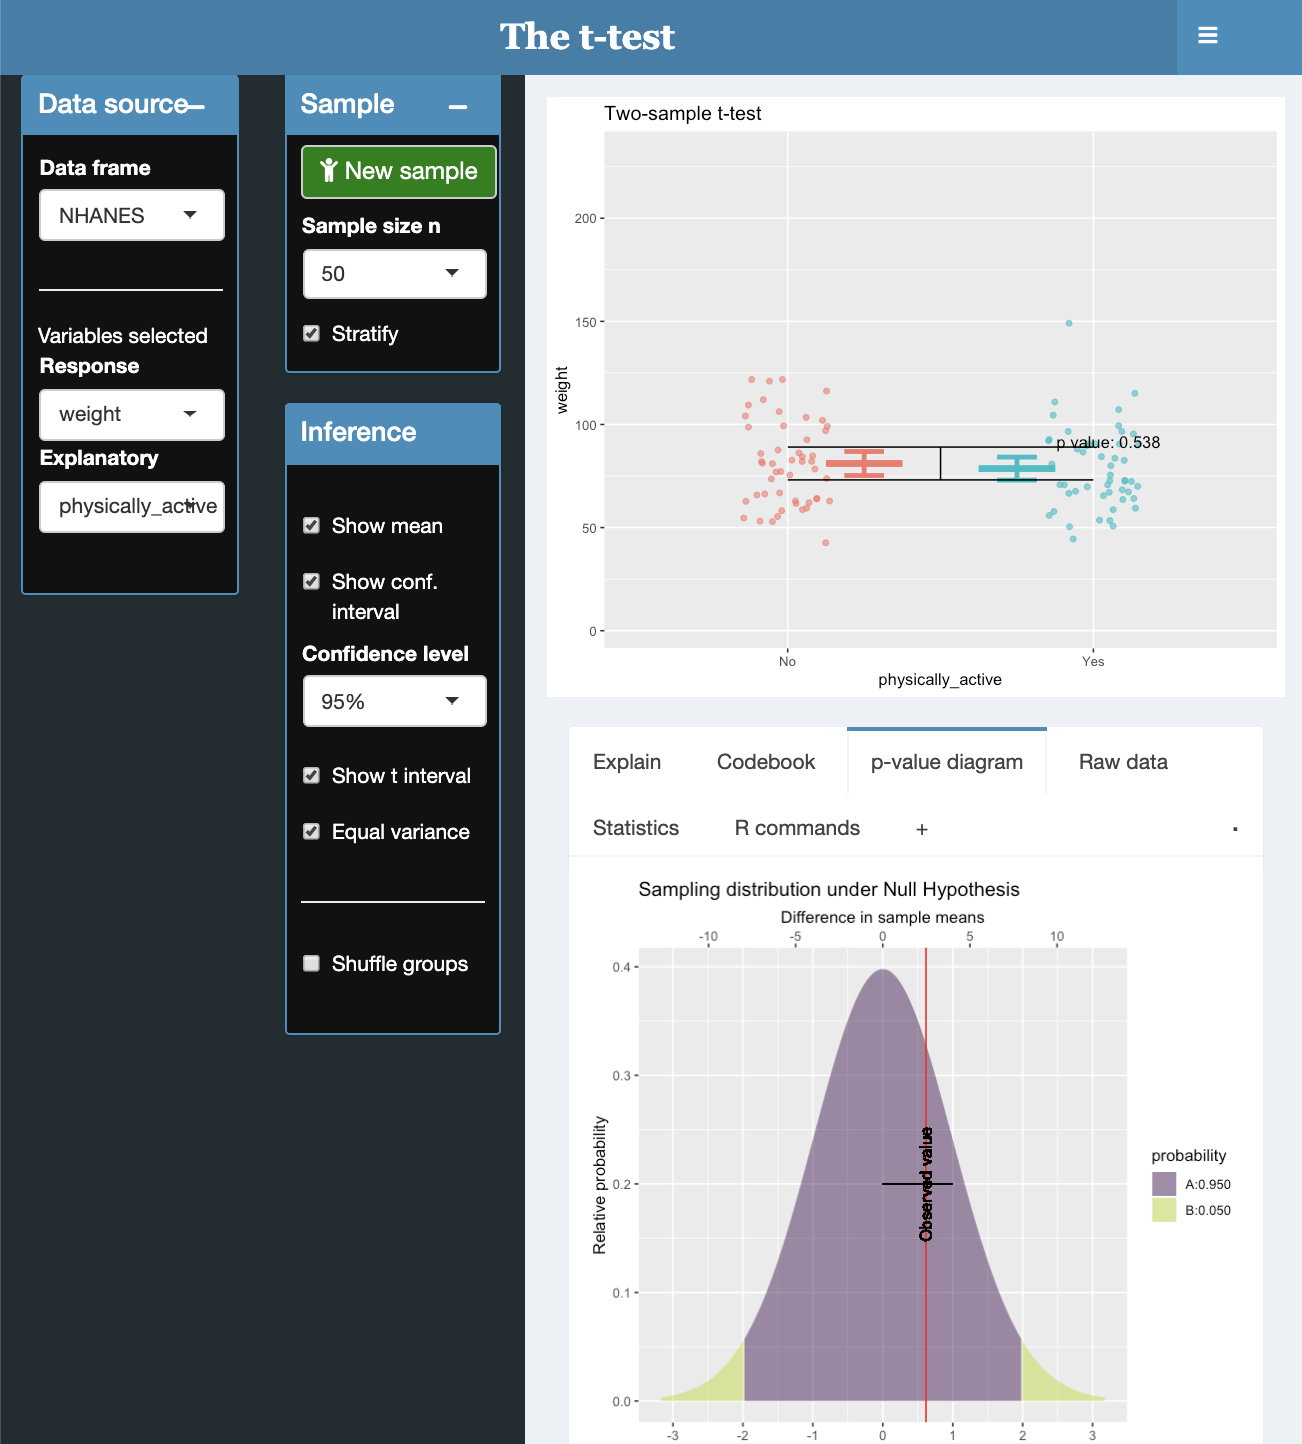 The t-test
Data source
Data frame
NHANES
Variables selected
Response
weight
Explanatory
physically_active
Sample
New sample
Sample size n
50
Stratify
Inference
Show mean
Show conf.
interval
Confidence level
95%
Show t interval
Equal variance
Shuffle groups
Two-sample t-test
200
150
100
50
0
weight
p value: 0.538
No Yes
physically_active
Explain Codebook p-value diagram Raw data
Statistics R commands +
Sampling distribution under Null Hypothesis
Difference in sample means
-10 -5 0 5 10
0.4
0.3
0.2
0.1
0.0
Relative probability
Observed value
-3 -2 -1 0 1 2 3
probability
A:0.950
B:0.050